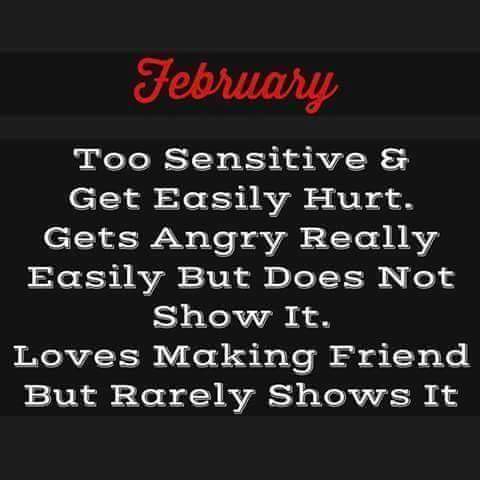 February
Too Sensitive &
Get Easily Hurt.
Gets Angry Really
Easily But Does Not
Show It.
Loves Making Friend
But Rarely Shows It